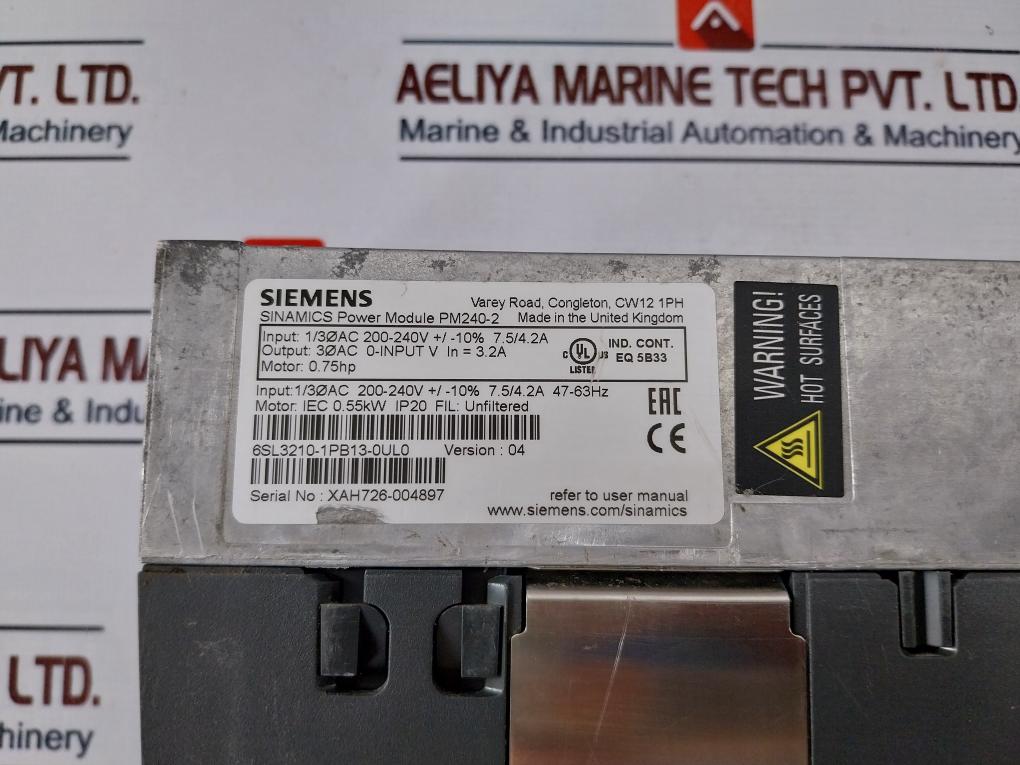 T. LTD.
Machinery
AELIYA MARINE TECH PVT. LTD
Marine & Industrial Automation & Machinery
LIYA M
ine & Indu
LTD.
hinery
SIEMENS
Varey Road, Congleton, CW12 1PH
SINAMICS Power Module PM240-2 Made in the United Kingdom
Input: 1/3ØAC 200-240V +/-10% 7.5/4.2A
Output: 3ØAC 0-INPUT V In = 3.2A
Motor: 0.75hp
c UL us
LISTED
IND. CONT.
EQ 5B33
Input:1/3ØAC 200-240V +/-10% 7.5/4.2A 47-63Hz
Motor: IEC 0.55kW IP20 FIL: Unfiltered
EAC
CE
6SL3210-1PB13-0UL0 Version : 04
Serial No : XAH726-004897
refer to user manual
www.siemens.com/sinamics
WARNING!
HOT SURFACES